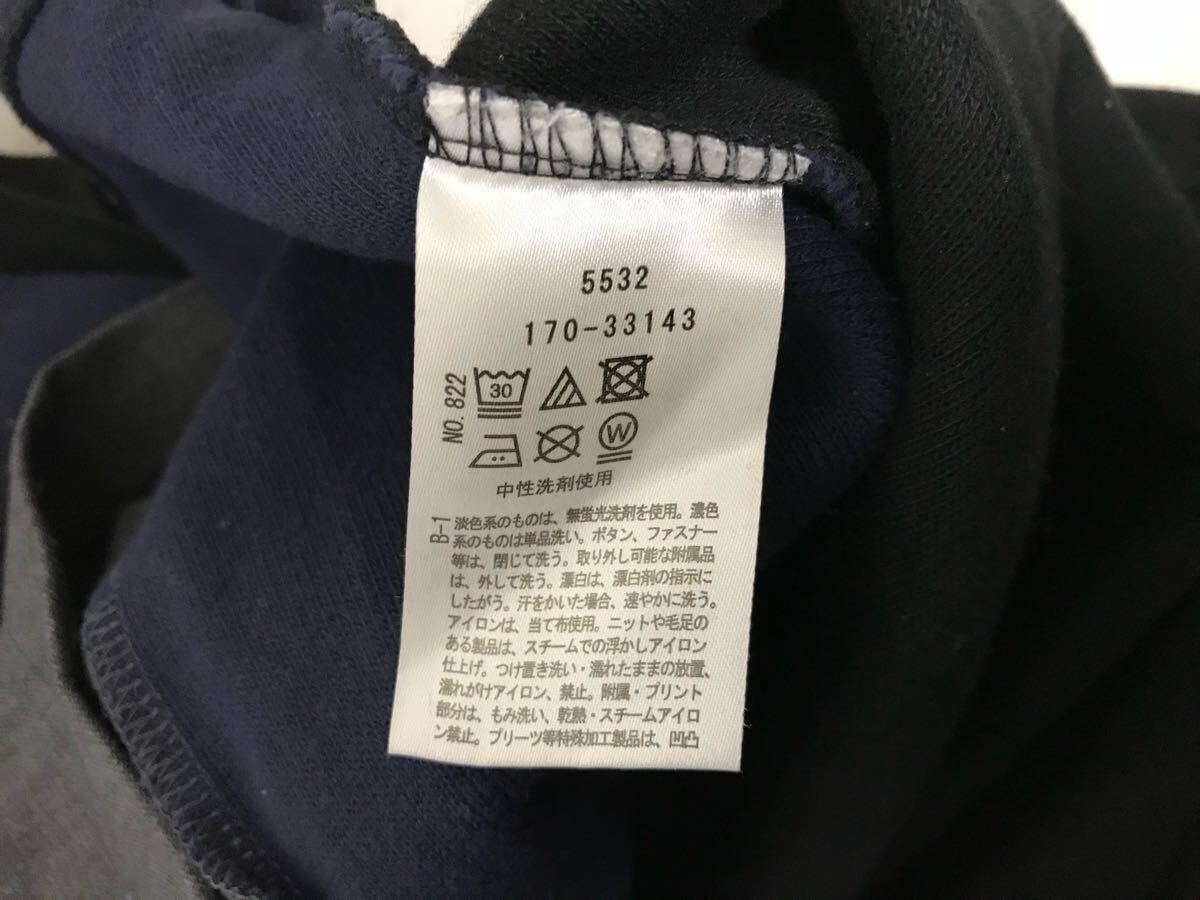 5532
170-33143
NO. 822
30
W
中性洗剤使用
B-1
淡色系のものは、無蛍光洗剤を使用。濃色
系のものは単品洗い。ボタン、ファスナー
等は、閉じて洗う。取り外し可能な附属品
は、外して洗う。漂白は、漂白剤の指示に
したがう。汗をかいた場合、速やかに洗う。
アイロンは、当て布使用。ニットや毛足の
ある製品は、スチームでの浮かしアイロン
仕上げ。つけ置き洗い・濡れたままの放置、
濡れがけアイロン、禁止。附属・プリント
部分は、もみ洗い、乾熱・スチームアイロ
ン禁止。プリーツ等特殊加工製品は、凹凸